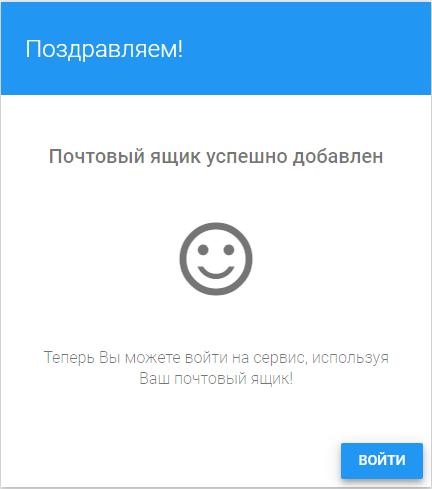 Поздравляем!
Почтовый ящик успешно добавлен
Теперь Вы можете войти на сервис, используя
Ваш почтовый ящик!
ВОЙТИ